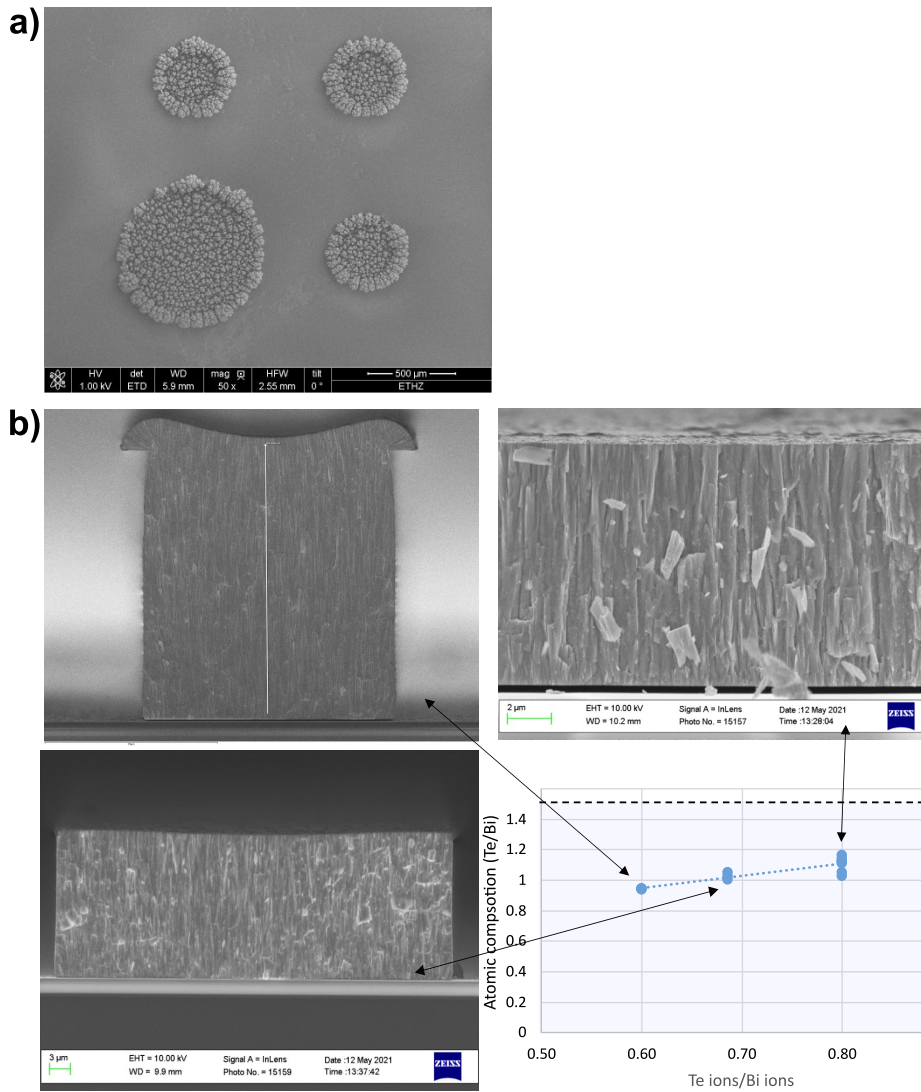 a)
HV det WD mag HFW tilt 500 µm
1.00 kV ETD 5.9 mm 50 x 2.55 mm 0 ° ETHZ
b)
2 µm EHT = 10.00 kV Signal A = InLens Date :12 May 2021 ZEISS
WD = 10.2 mm Photo No. = 15157 Time :13:28:04
3 µm EHT = 10.00 kV Signal A = InLens Date :12 May 2021 ZEISS
WD = 9.9 mm Photo No. = 15159 Time :13:37:42
Atomic compsotion (Te/Bi)
1.4
1.2
1
0.8
0.6
0.4
0.2
0
0.50 0.60 0.70 0.80
Te ions/Bi ions